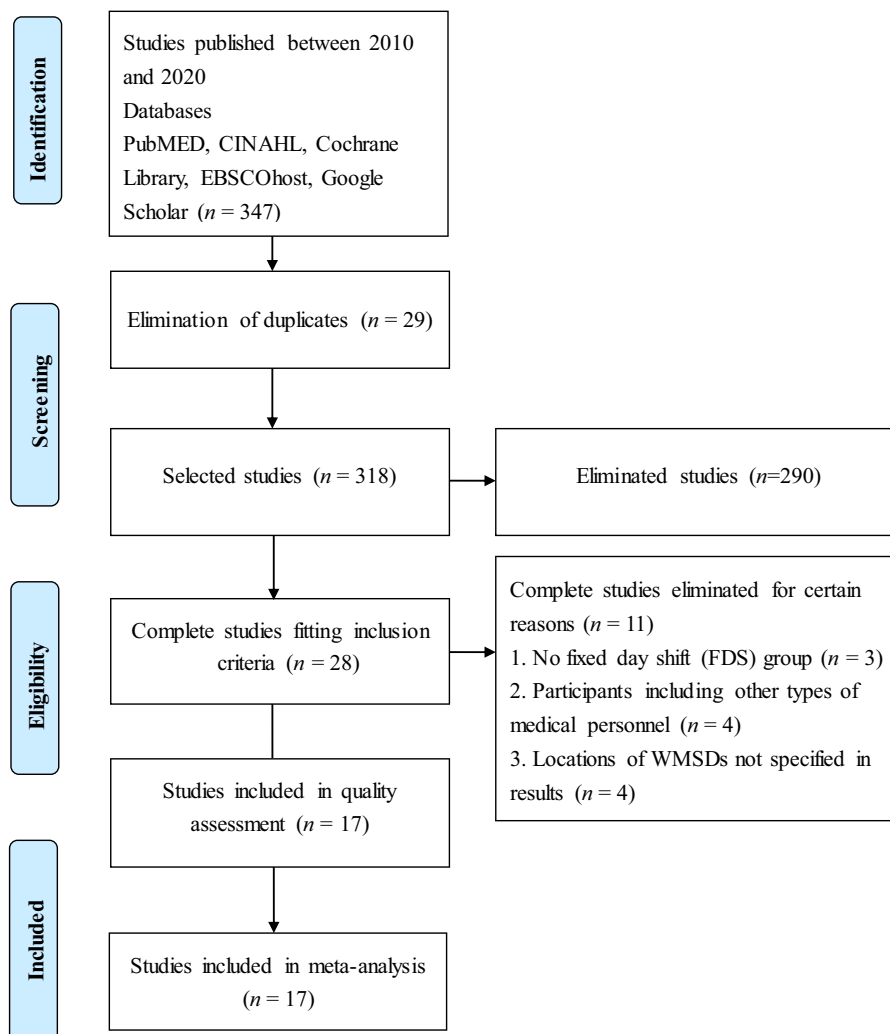 Identification
Studies published between 2010
and 2020
Databases
PubMED, CINAHL, Cochrane
Library, EBSCOhost, Google
Scholar (n = 347)
Screening
Elimination of duplicates (n = 29)
Selected studies (n = 318)
Eliminated studies (n=290)
Eligibility
Complete studies fitting inclusion
criteria (n = 28)
Complete studies eliminated for certain
reasons (n = 11)
1. No fixed day shift (FDS) group (n = 3)
2. Participants including other types of
medical personnel (n = 4)
3. Locations of WMSDs not specified in
results (n = 4)
Studies included in quality
assessment (n = 17)
Included
Studies included in meta-analysis
(n = 17)